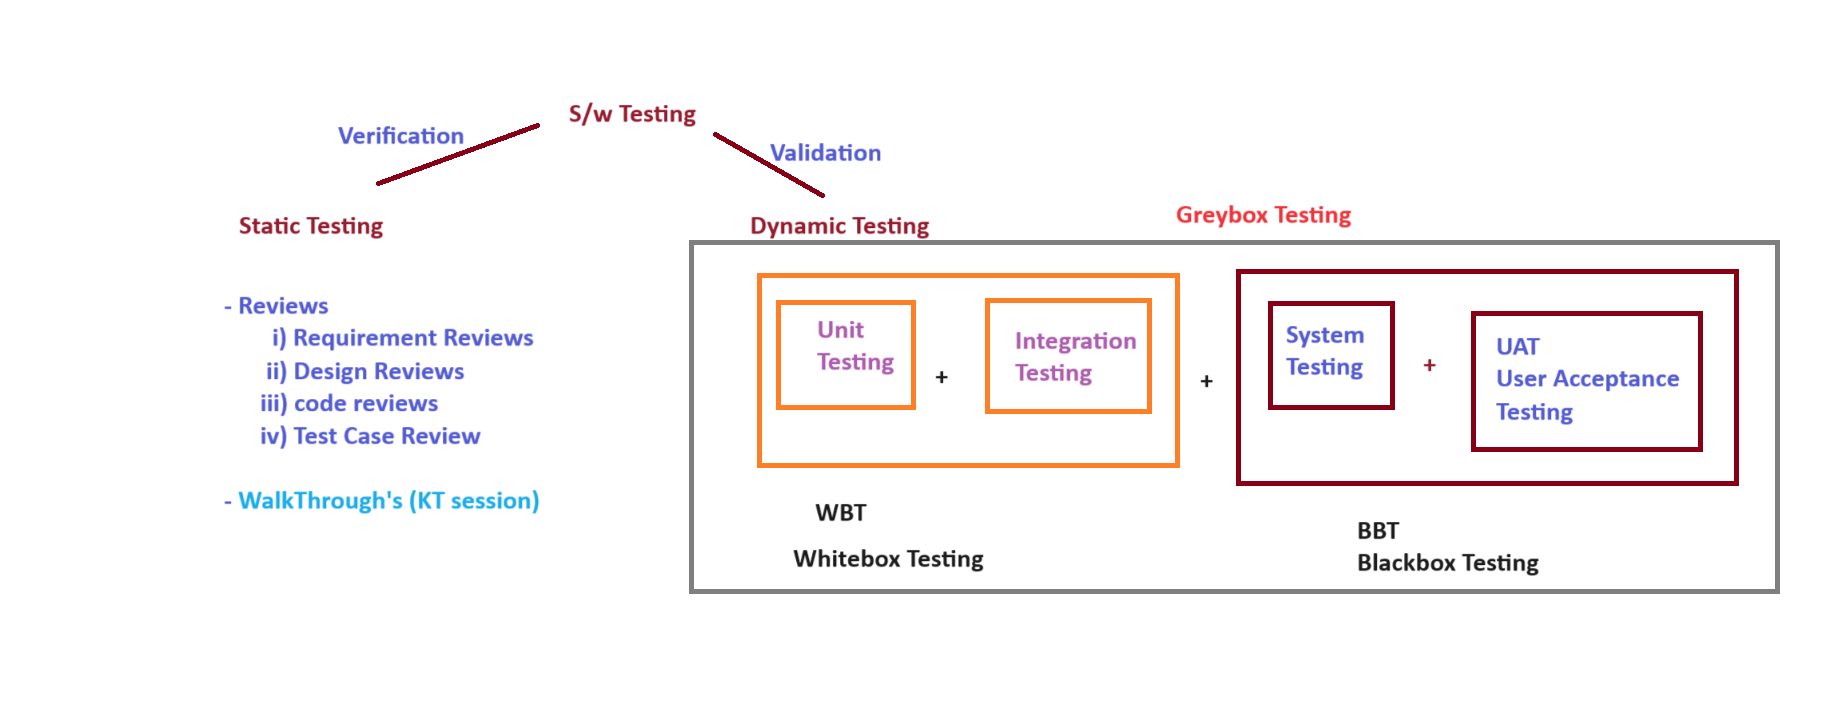 S/w Testing
Verification
Validation
Static Testing
Dynamic Testing
Greybox Testing
- Reviews
i) Requirement Reviews
ii) Design Reviews
iii) code reviews
iv) Test Case Review
- WalkThrough's (KT session)
Unit
Testing
+
Integration
Testing
+
System
Testing
+
UAT
User Acceptance
Testing
WBT
Whitebox Testing
BBT
Blackbox Testing